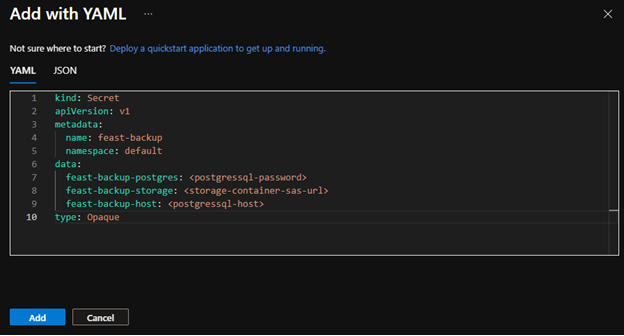 Add with YAML ...
Not sure where to start? Deploy a quickstart application to get up and running.
YAML JSON
1 kind: Secret
2 apiVersion: v1
3 metadata:
4 name: feast-backup
5 namespace: default
6 data:
7 feast-backup-postgres: <postgressql-password>
8 feast-backup-storage: <storage-container-sas-url>
9 feast-backup-host: <postgressql-host>
10 type: Opaque
Add Cancel